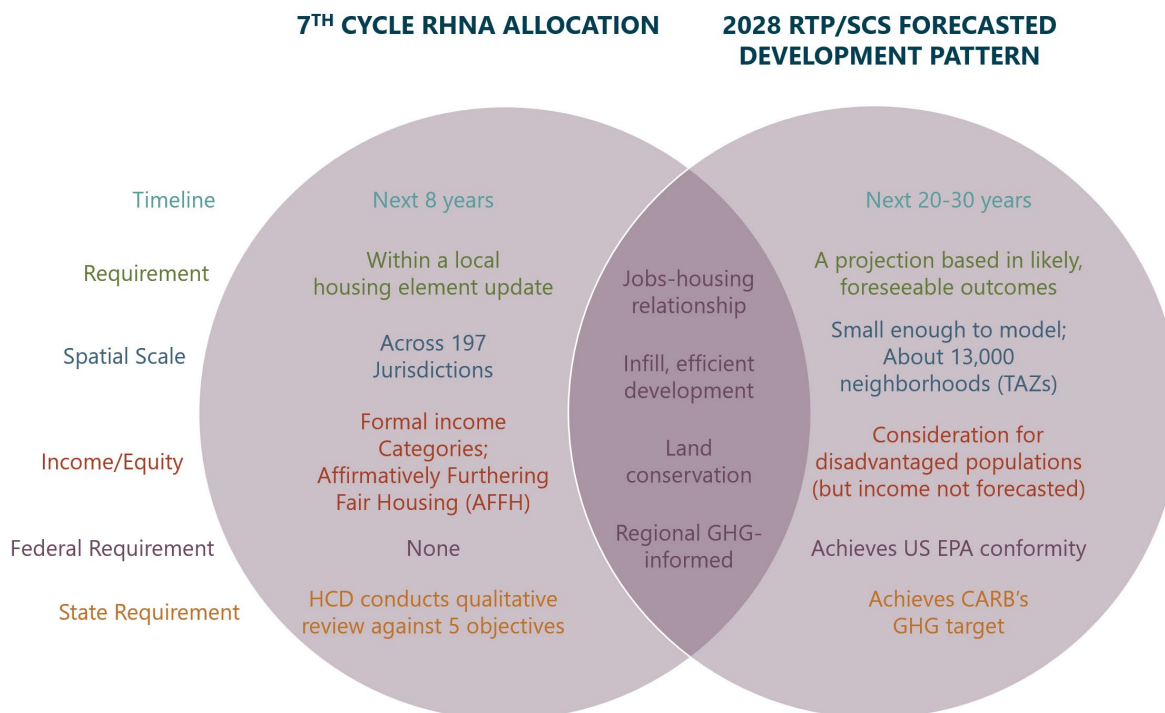 7TH CYCLE RHNA ALLOCATION
2028 RTP/SCS FORECASTED
DEVELOPMENT PATTERN
Timeline
Next 8 years
Next 20-30 years
Requirement
Within a local
housing element update
A projection based in likely,
foreseeable outcomes
Jobs-housing
relationship
Spatial Scale
Across 197
Jurisdictions
Small enough to model;
About 13,000
neighborhoods (TAZs)
Infill, efficient
development
Income/Equity
Formal income
Categories;
Affirmatively Furthering
Fair Housing (AFFH)
Land
conservation
Consideration for
disadvantaged populations
(but income not forecasted)
Federal Requirement
None
Regional GHG-
informed
Achieves US EPA conformity
State Requirement
HCD conducts qualitative
review against 5 objectives
Achieves CARB's
GHG target